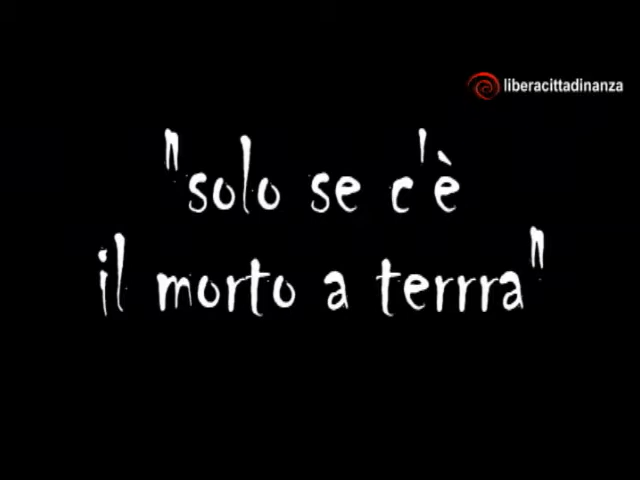 liberacittadinanza
"solo se c'è
il morto a terrra"